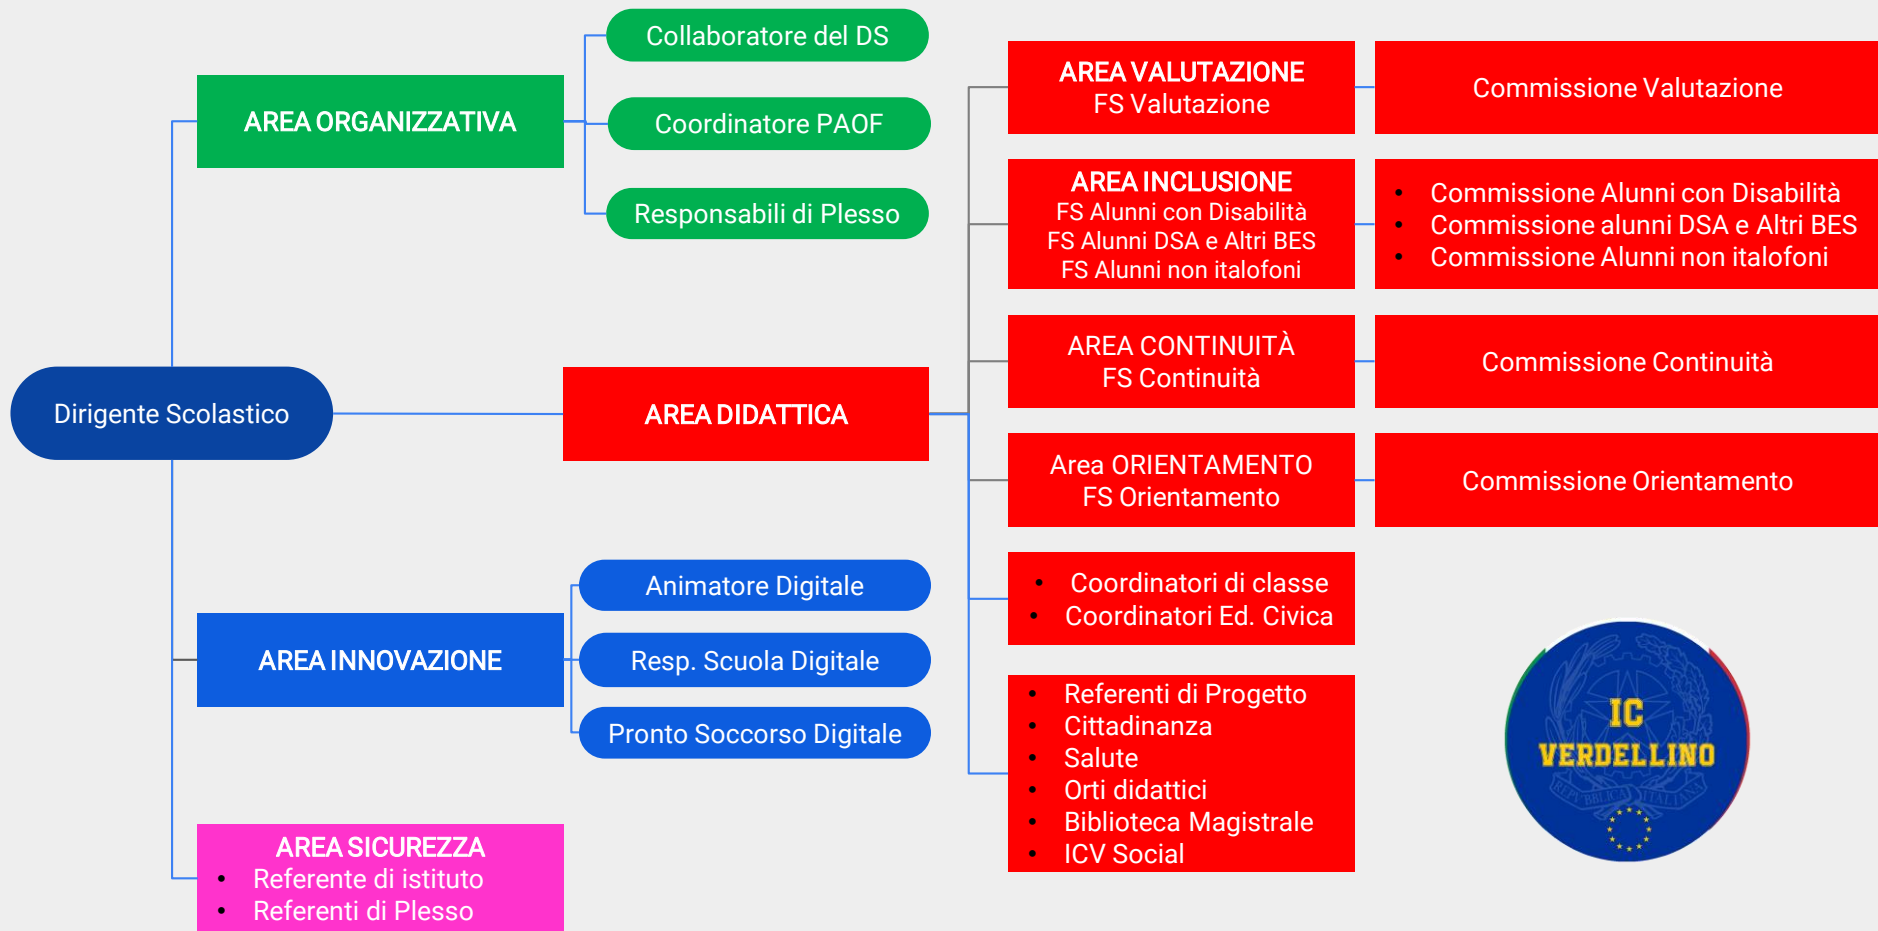 Dirigente Scolastico
AREA ORGANIZZATIVA
Collaboratore del DS
Coordinatore PAOF
Responsabili di Plesso
AREA DIDATTICA
AREA VALUTAZIONE
FS Valutazione
Commissione Valutazione
AREA INCLUSIONE
FS Alunni con Disabilità
FS Alunni DSA e Altri BES
FS Alunni non italofoni
• Commissione Alunni con Disabilità
• Commissione alunni DSA e Altri BES
• Commissione Alunni non italofoni
AREA CONTINUITÀ
FS Continuità
Commissione Continuità
Area ORIENTAMENTO
FS Orientamento
Commissione Orientamento
• Coordinatori di classe
• Coordinatori Ed. Civica
• Referenti di Progetto
• Cittadinanza
• Salute
• Orti didattici
• Biblioteca Magistrale
• ICV Social
AREA INNOVAZIONE
Animatore Digitale
Resp. Scuola Digitale
Pronto Soccorso Digitale
AREA SICUREZZA
• Referente di istituto
• Referenti di Plesso
IC
VERDELLINO
REPVBBLICA ITALIANA